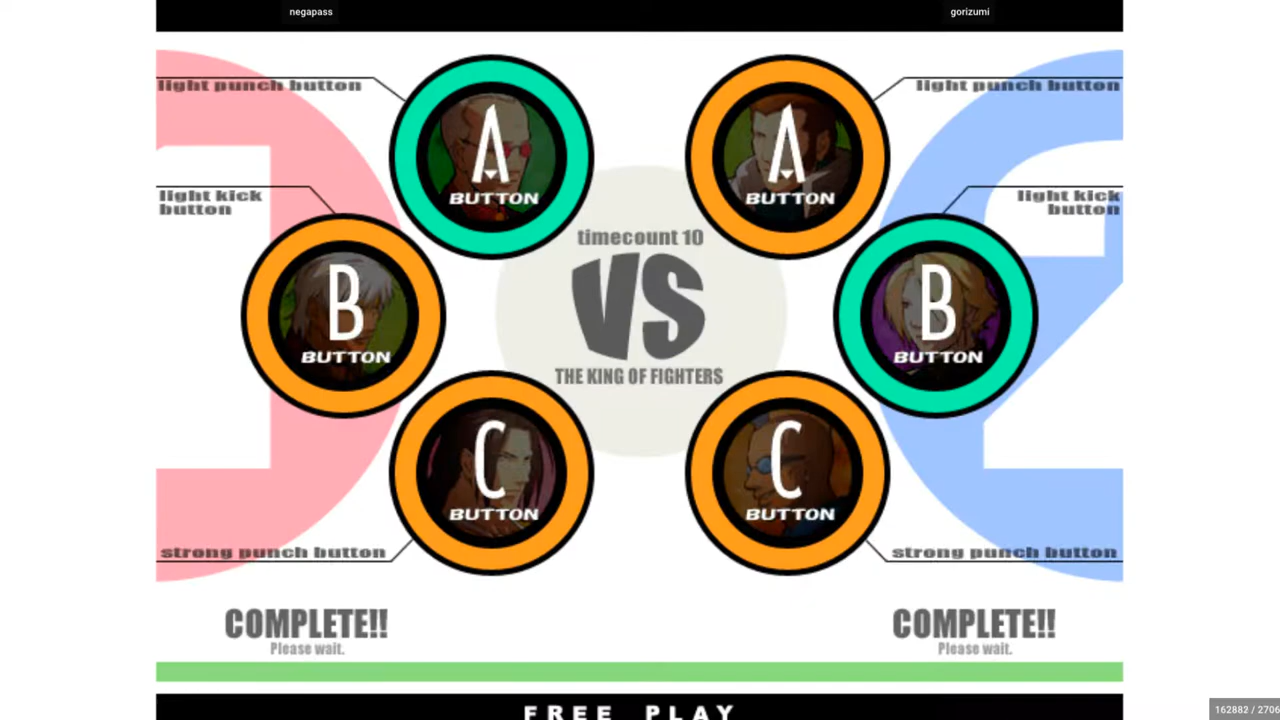 negapass
gorizumi
light punch button
light punch button
A
BUTTON
A
BUTTON
light kick
button
light kick
button
timecount 10
VS
THE KING OF FIGHTERS
B
BUTTON
B
BUTTON
C
BUTTON
C
BUTTON
strong punch button
strong punch button
COMPLETE!!
Please wait.
COMPLETE!!
Please wait.
FREE PLAY
162882 / 2706